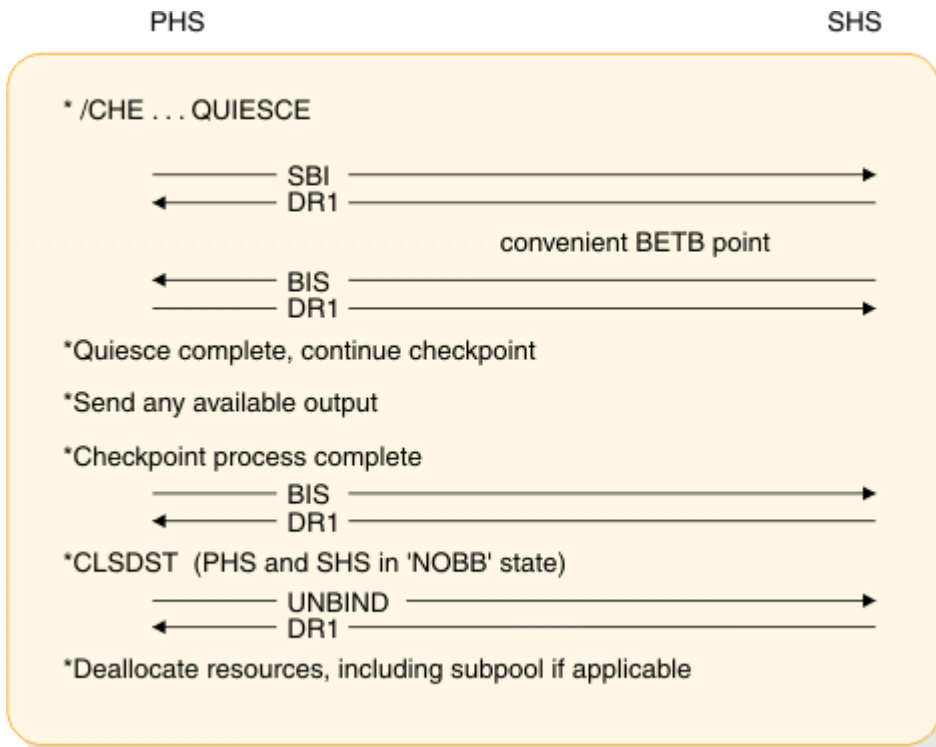 PHS SHS
* /CHE . . . QUIESCE
SBI
DR1
convenient BETB point
BIS
DR1
*Quiesce complete, continue checkpoint
*Send any available output
*Checkpoint process complete
BIS
DR1
*CLSDST (PHS and SHS in 'NOBB' state)
UNBIND
DR1
*Deallocate resources, including subpool if applicable